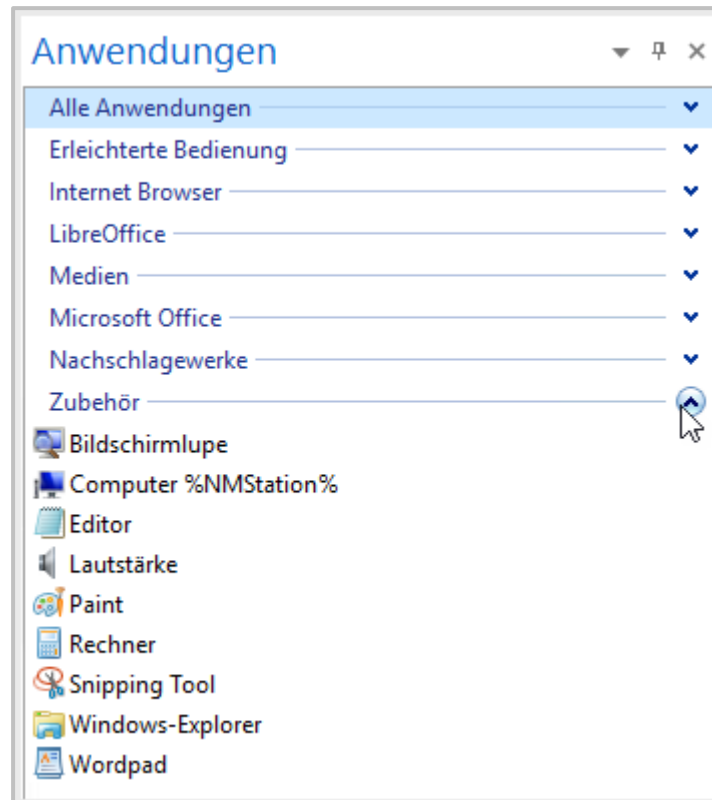 Anwendungen
Alle Anwendungen
Erleichterte Bedienung
Internet Browser
LibreOffice
Medien
Microsoft Office
Nachschlagewerke
Zubehör
Bildschirmlupe
Computer %NMStation%
Editor
Lautstärke
Paint
Rechner
Snipping Tool
Windows-Explorer
Wordpad